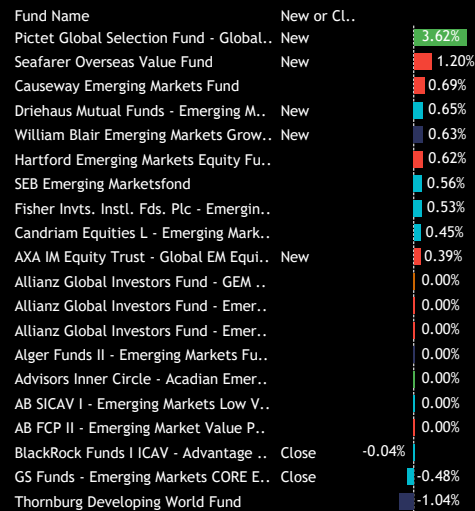 Fund Name New or Cl..
Pictet Global Selection Fund - Global.. New 3.62%
Seafarer Overseas Value Fund New 1.20%
Causeway Emerging Markets Fund 0.69%
Driehaus Mutual Funds - Emerging M.. New 0.65%
William Blair Emerging Markets Grow.. New 0.63%
Hartford Emerging Markets Equity Fu.. 0.62%
SEB Emerging Marketsfond 0.56%
Fisher Invts. Instl. Fds. Plc - Emergin.. 0.53%
Candriam Equities L - Emerging Mark.. 0.45%
AXA IM Equity Trust - Global EM Equi.. New 0.39%
Allianz Global Investors Fund - GEM .. 0.00%
Allianz Global Investors Fund - Emer.. 0.00%
Allianz Global Investors Fund - Emer.. 0.00%
Alger Funds II - Emerging Markets Fu.. 0.00%
Advisors Inner Circle - Acadian Emer.. 0.00%
AB SICAV I - Emerging Markets Low V.. 0.00%
AB FCP II - Emerging Market Value P.. 0.00%
BlackRock Funds I ICAV - Advantage .. Close -0.04%
GS Funds - Emerging Markets CORE E.. Close -0.48%
Thornburg Developing World Fund -1.04%